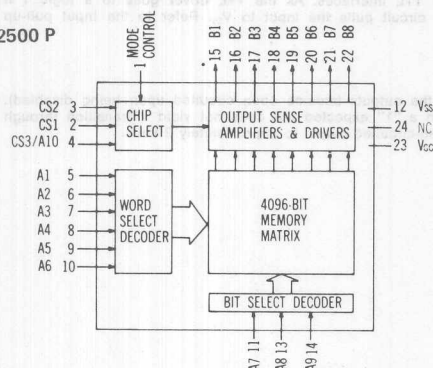 2500 P
MODE
CONTROL
1
15 B1
16 B2
17 B3
18 B4
19 B5
20 B6
21 B7
22 B8
CS2 3
CS1 2
CS3/A10 4
CHIP
SELECT
OUTPUT SENSE
AMPLIFIERS & DRIVERS
12 VSS
24 NC
23 VGG
A1 5
A2 6
A3 7
A4 8
A5 9
A6 10
WORD
SELECT
DECODER
4096-BIT
MEMORY
MATRIX
BIT SELECT DECODER
A7 11
A8 13
A9 14